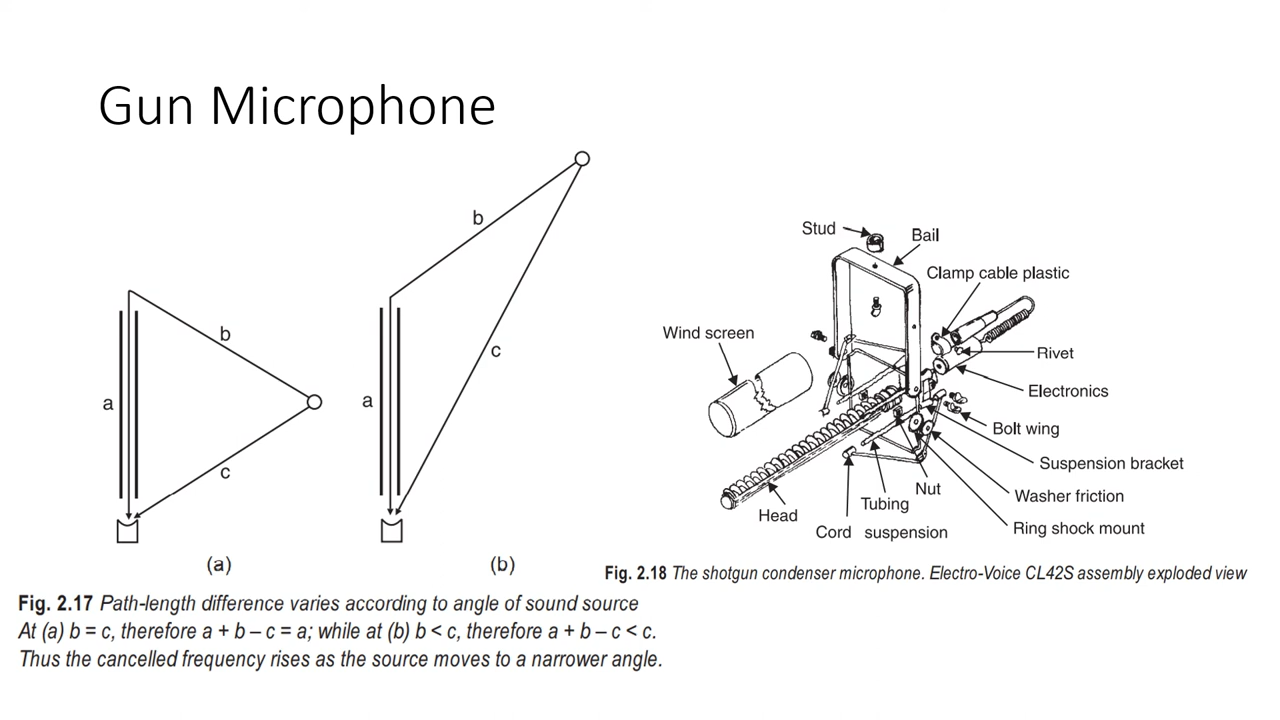 Gun Microphone
b
a
c
(a)
b
a
c
(b)
Fig. 2.17 Path-length difference varies according to angle of sound source
At (a) b = c, therefore a + b – c = a; while at (b) b < c, therefore a + b – c < c.
Thus the cancelled frequency rises as the source moves to a narrower angle.
Stud
Bail
Clamp cable plastic
Wind screen
Rivet
Electronics
Bolt wing
Suspension bracket
Nut
Washer friction
Tubing
Head
Ring shock mount
Cord suspension
Fig. 2.18 The shotgun condenser microphone. Electro-Voice CL42S assembly exploded view